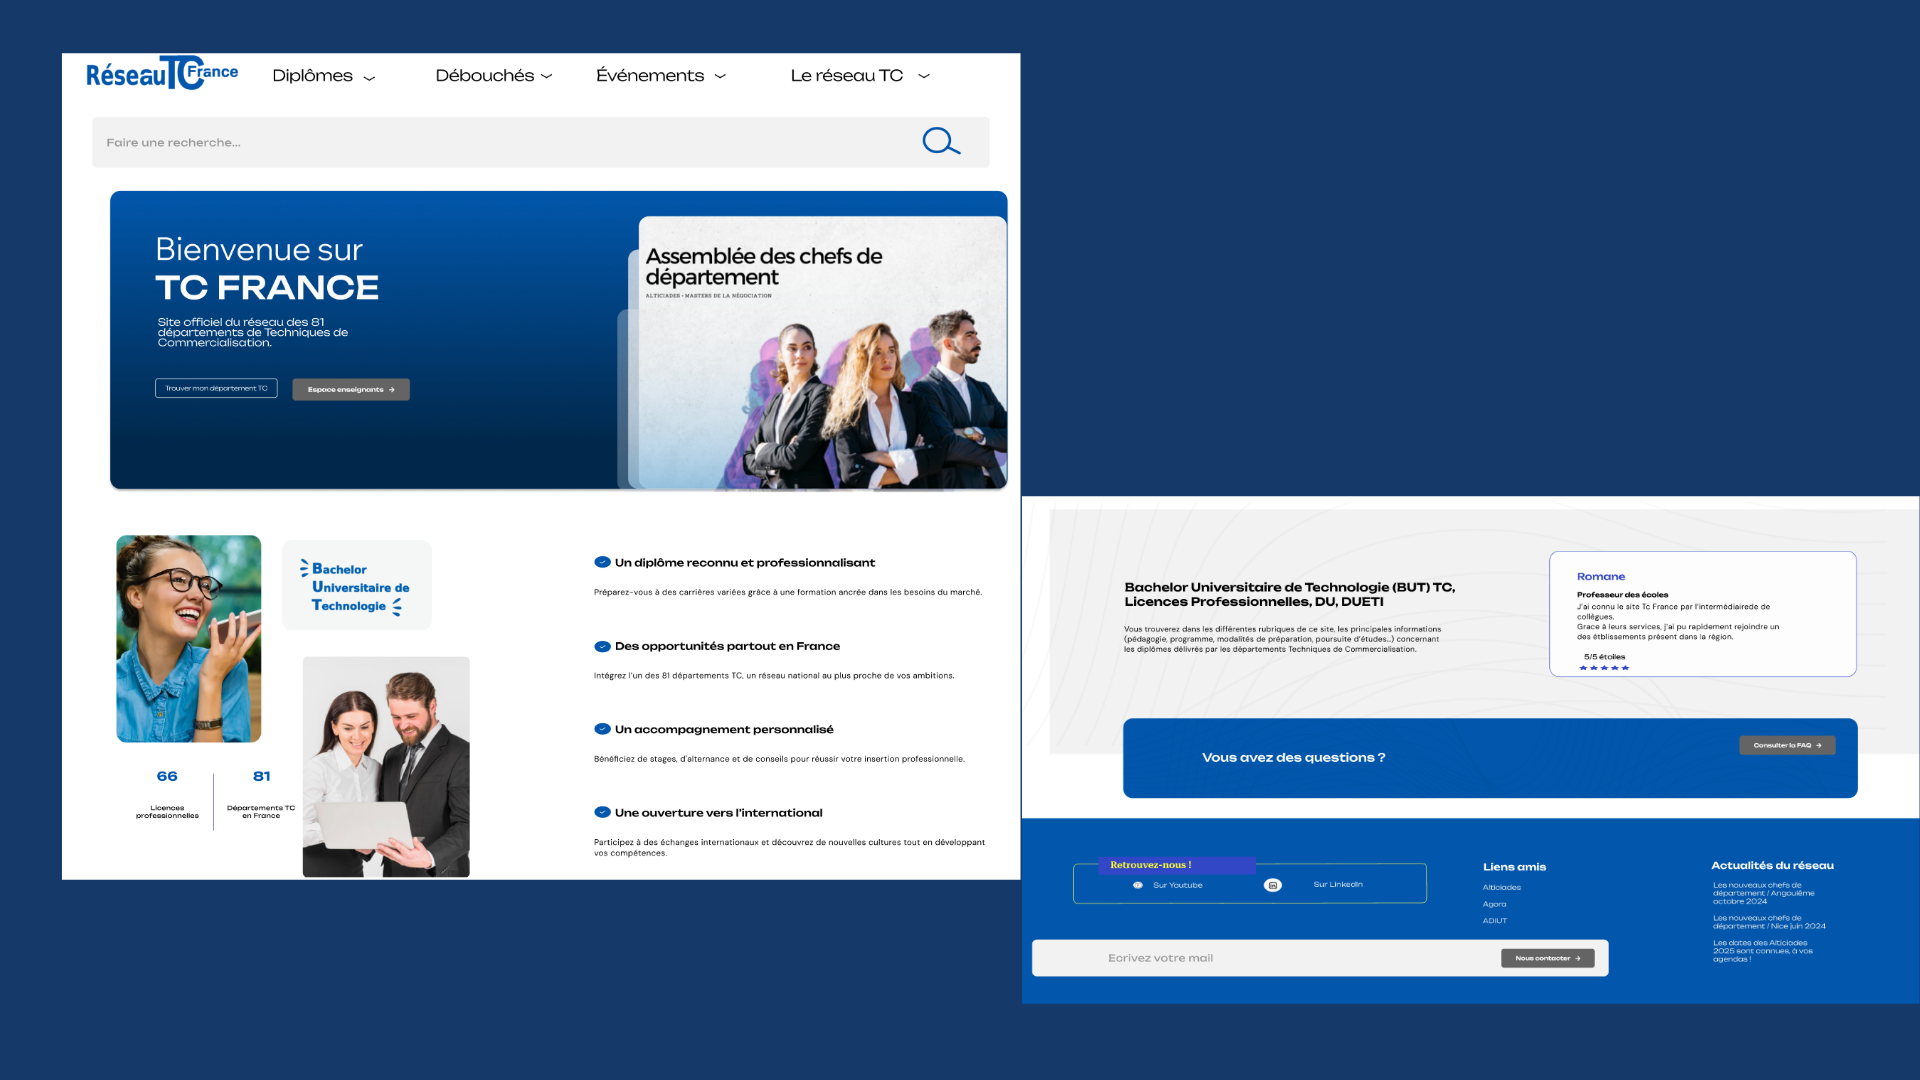 RéseauTCFrance
Diplômes
Débouchés
Événements
Le réseau TC
Faire une recherche...
Bienvenue sur
TC FRANCE
Site officiel du réseau des 81
départements de Techniques de
Commercialisation.
Trouver mon département TC
Espace enseignants →
Assemblée des chefs de
département
ALTICIADES • MASTERS DE LA NÉGOCIATION
Bachelor
Universitaire de
Technologie
66
Licences
professionnelles
81
Départements TC
en France
Un diplôme reconnu et professionnalisant
Préparez-vous à des carrières variées grâce à une formation ancrée dans les besoins du marché.
Des opportunités partout en France
Intégrez l'un des 81 départements TC, un réseau national au plus proche de vos ambitions.
Un accompagnement personnalisé
Bénéficiez de stages, d'alternance et de conseils pour réussir votre insertion professionnelle.
Une ouverture vers l'international
Participez à des échanges internationaux et découvrez de nouvelles cultures tout en développant
vos compétences.
Bachelor Universitaire de Technologie (BUT) TC,
Licences Professionnelles, DU, DUETI
Vous trouverez dans les différentes rubriques de ce site, les principales informations
(pédagogie, programme, modalités de préparation, poursuite d'études...) concernant
les diplômes délivrés par les départements Techniques de Commercialisation.
Romane
Professeur des écoles
J'ai connu le site Tc France par l'intermédiairede de
collégues.
Grace à leurs services, j'ai pu rapidement rejoindre un
des étblissements présent dans la région.
5/5 étoiles
Vous avez des questions ?
Consulter la FAQ →
Retrouvez-nous !
Sur Youtube
Sur LinkedIn
Liens amis
Alticiades
Agora
ADIUT
Actualités du réseau
Les nouveaux chefs de
département / Angoulême
octobre 2024
Les nouveaux chefs de
département / Nice juin 2024
Les dates des Alticiades
2025 sont connues, à vos
agendas !
Ecrivez votre mail
Nous contacter →